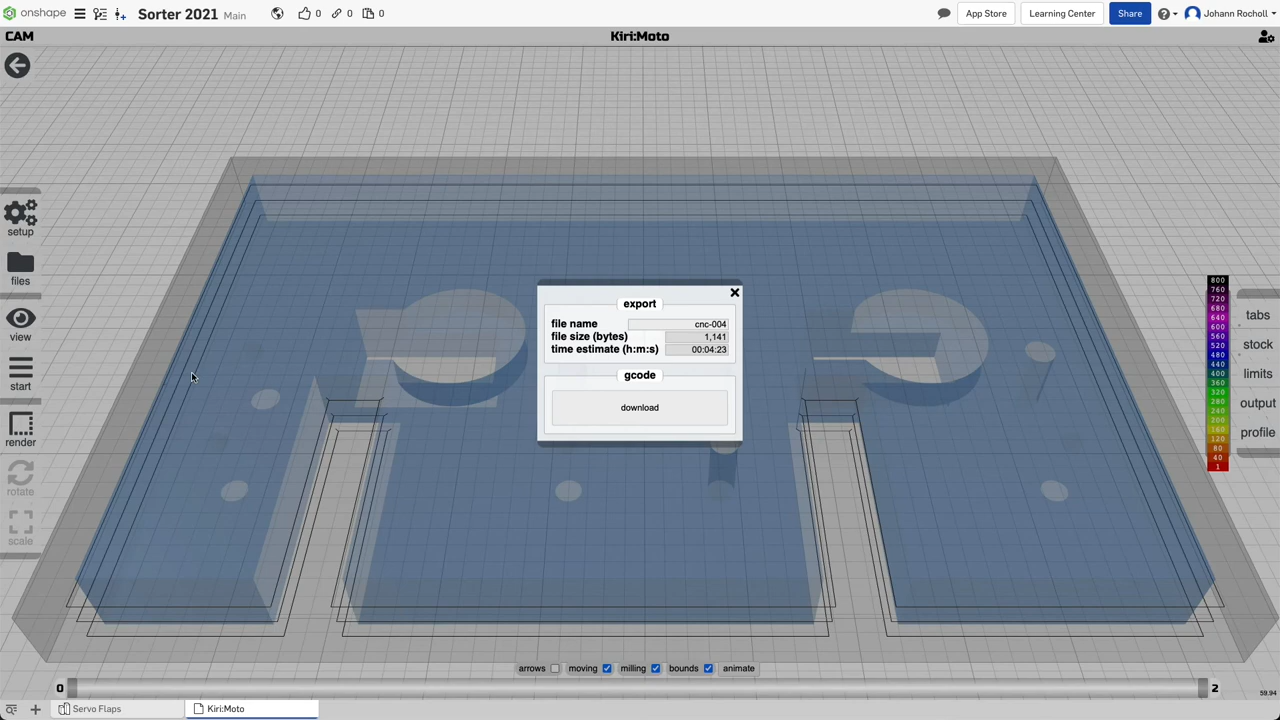 onshape Sorter 2021 Main 0 0 0 App Store Learning Center Share Johann Rocholl
CAM Kiri:Moto
setup
files
view
start
render
rotate
scale
export
file name cnc-004
file size (bytes) 1,141
time estimate (h:m:s) 00:04:23
gcode
download
800
760
720
680
640
600
560
520
480
440
400
360
320
280
240
200
160
120
80
40
1
tabs
stock
limits
output
profile
arrows moving milling bounds animate
0 2
59.94
Servo Flaps Kiri:Moto